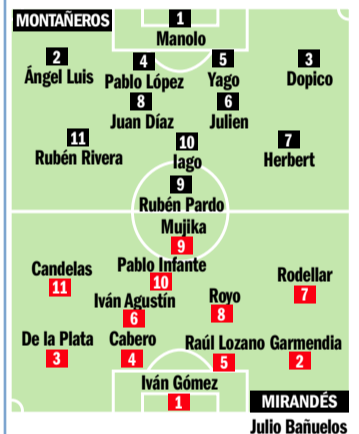 MONTAÑEROS
1
Manolo
2 4 5 3
Ángel Luis Pablo López Yago Dopico
8 6
Juan Díaz Julien
11 10 7
Rubén Rivera Iago Herbert
9
Rubén Pardo
Mujika
9
Candelas Pablo Infante Rodellar
11 10 7
Iván Agustín Royo
6 8
De la Plata Cabero Raúl Lozano Garmendia
3 4 5 2
Iván Gómez
1
MIRANDÉS
Julio Bañuelos